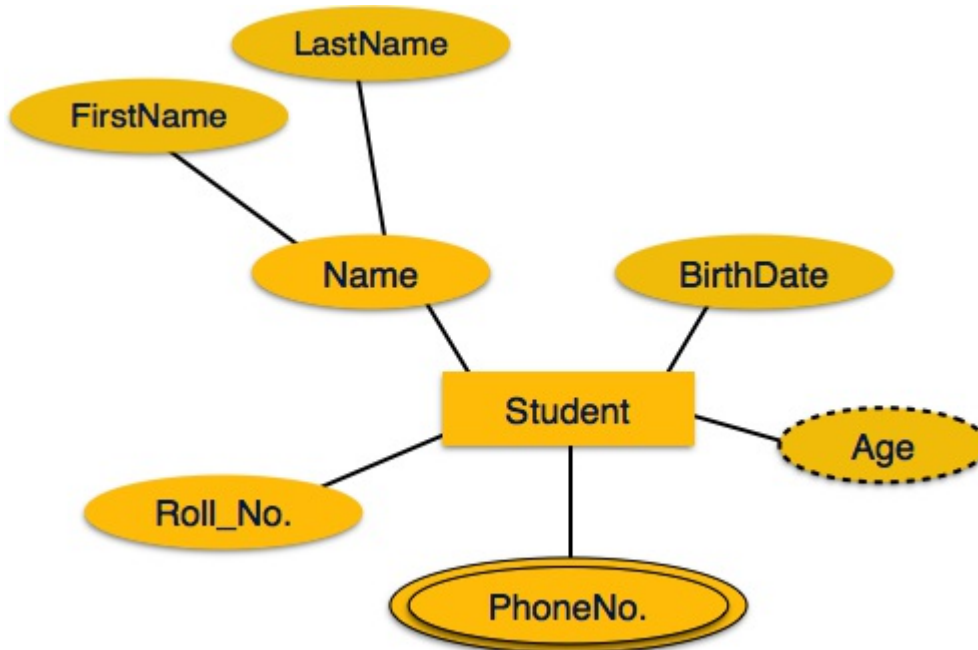 LastName
FirstName
Name
BirthDate
Student
Age
Roll_No.
PhoneNo.